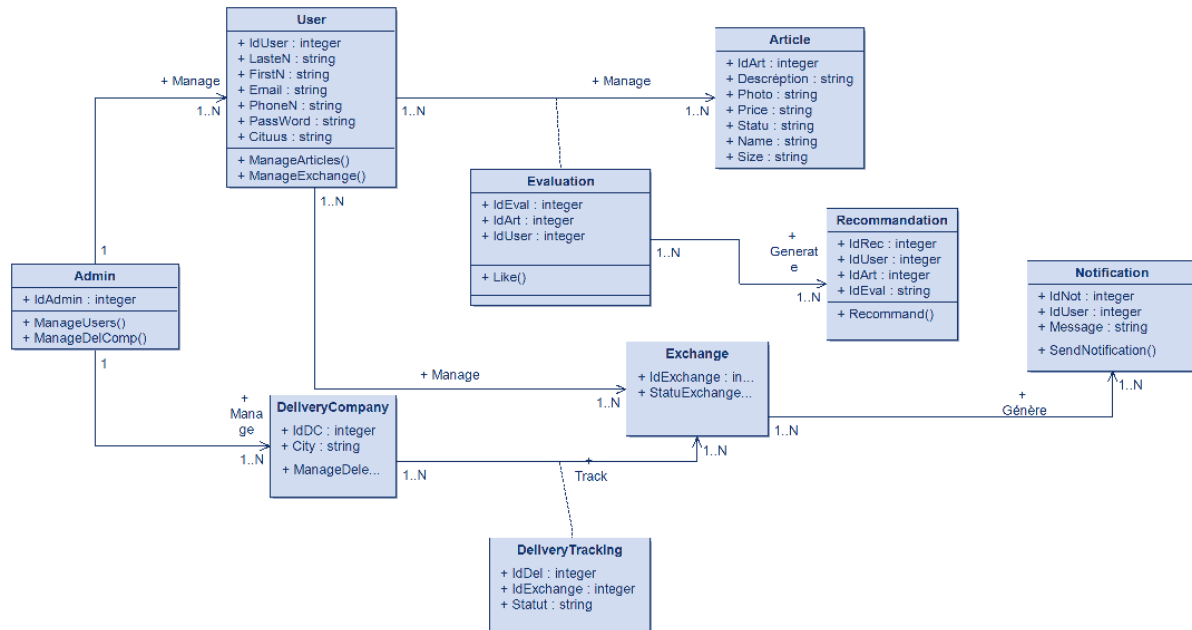 User
+ IdUser : integer
+ LasteN : string
+ FirstN : string
+ Email : string
+ PhoneN : string
+ PassWord : string
+ Cituus : string
+ ManageArticles()
+ ManageExchange()
Article
+ IdArt : integer
+ Descréption : string
+ Photo : string
+ Price : string
+ Statu : string
+ Name : string
+ Size : string
+ Manage
1..N
1..N
+ Manage
1..N
1..N
Evaluation
+ IdEval : integer
+ IdArt : integer
+ IdUser : integer
+ Like()
1..N
+
Generat
e
1..N
Recommandation
+ IdRec : integer
+ IdUser : integer
+ IdArt : integer
+ IdEval : string
+ Recommand()
1
Admin
+ IdAdmin : integer
+ ManageUsers()
+ ManageDelComp()
1
Notification
+ IdNot : integer
+ IdUser : integer
+ Message : string
+ SendNotification()
1..N
+ Manage
1..N
Exchange
+ IdExchange : in...
+ StatuExchange...
1..N
+
Génère
1..N
+
Mana
ge
1..N
DeliveryCompany
+ IdDC : integer
+ City : string
+ ManageDele...
1..N
+
Track
DeliveryTracking
+ IdDel : integer
+ IdExchange : integer
+ Statut : string